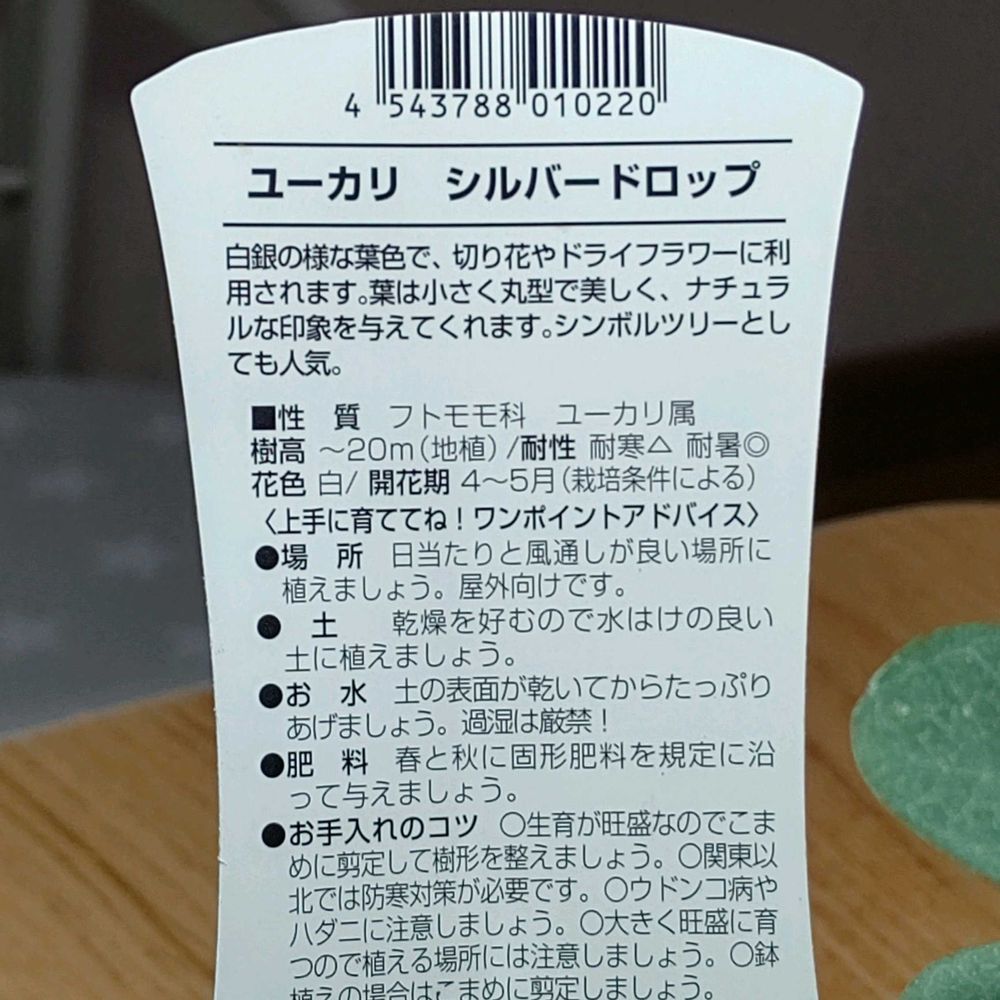 4 543788 010220
ユーカリ シルバードロップ
白銀の様な葉色で、切り花やドライフラワーに利
用されます。葉は小さく丸型で美しく、ナチュラ
ルな印象を与えてくれます。シンボルツリーとし
ても人気。
■性 質 フトモモ科 ユーカリ属
樹高 ～20m(地植)/耐性 耐寒△ 耐暑◎
花色 白/ 開花期 4～5月(栽培条件による)
〈上手に育ててね！ワンポイントアドバイス〉
●場 所 日当たりと風通しが良い場所に
植えましょう。屋外向けです。
● 土 乾燥を好むので水はけの良い
土に植えましょう。
●お 水 土の表面が乾いてからたっぷり
あげましょう。過湿は厳禁！
●肥 料 春と秋に固形肥料を規定に沿
って与えましょう。
●お手入れのコツ ○生育が旺盛なのでこま
めに剪定して樹形を整えましょう。○関東以
北では防寒対策が必要です。○ウドンコ病や
ハダニに注意しましょう。○大きく旺盛に育
つので植える場所には注意しましょう。○鉢
植えの場合はこまめに剪定しましょう。